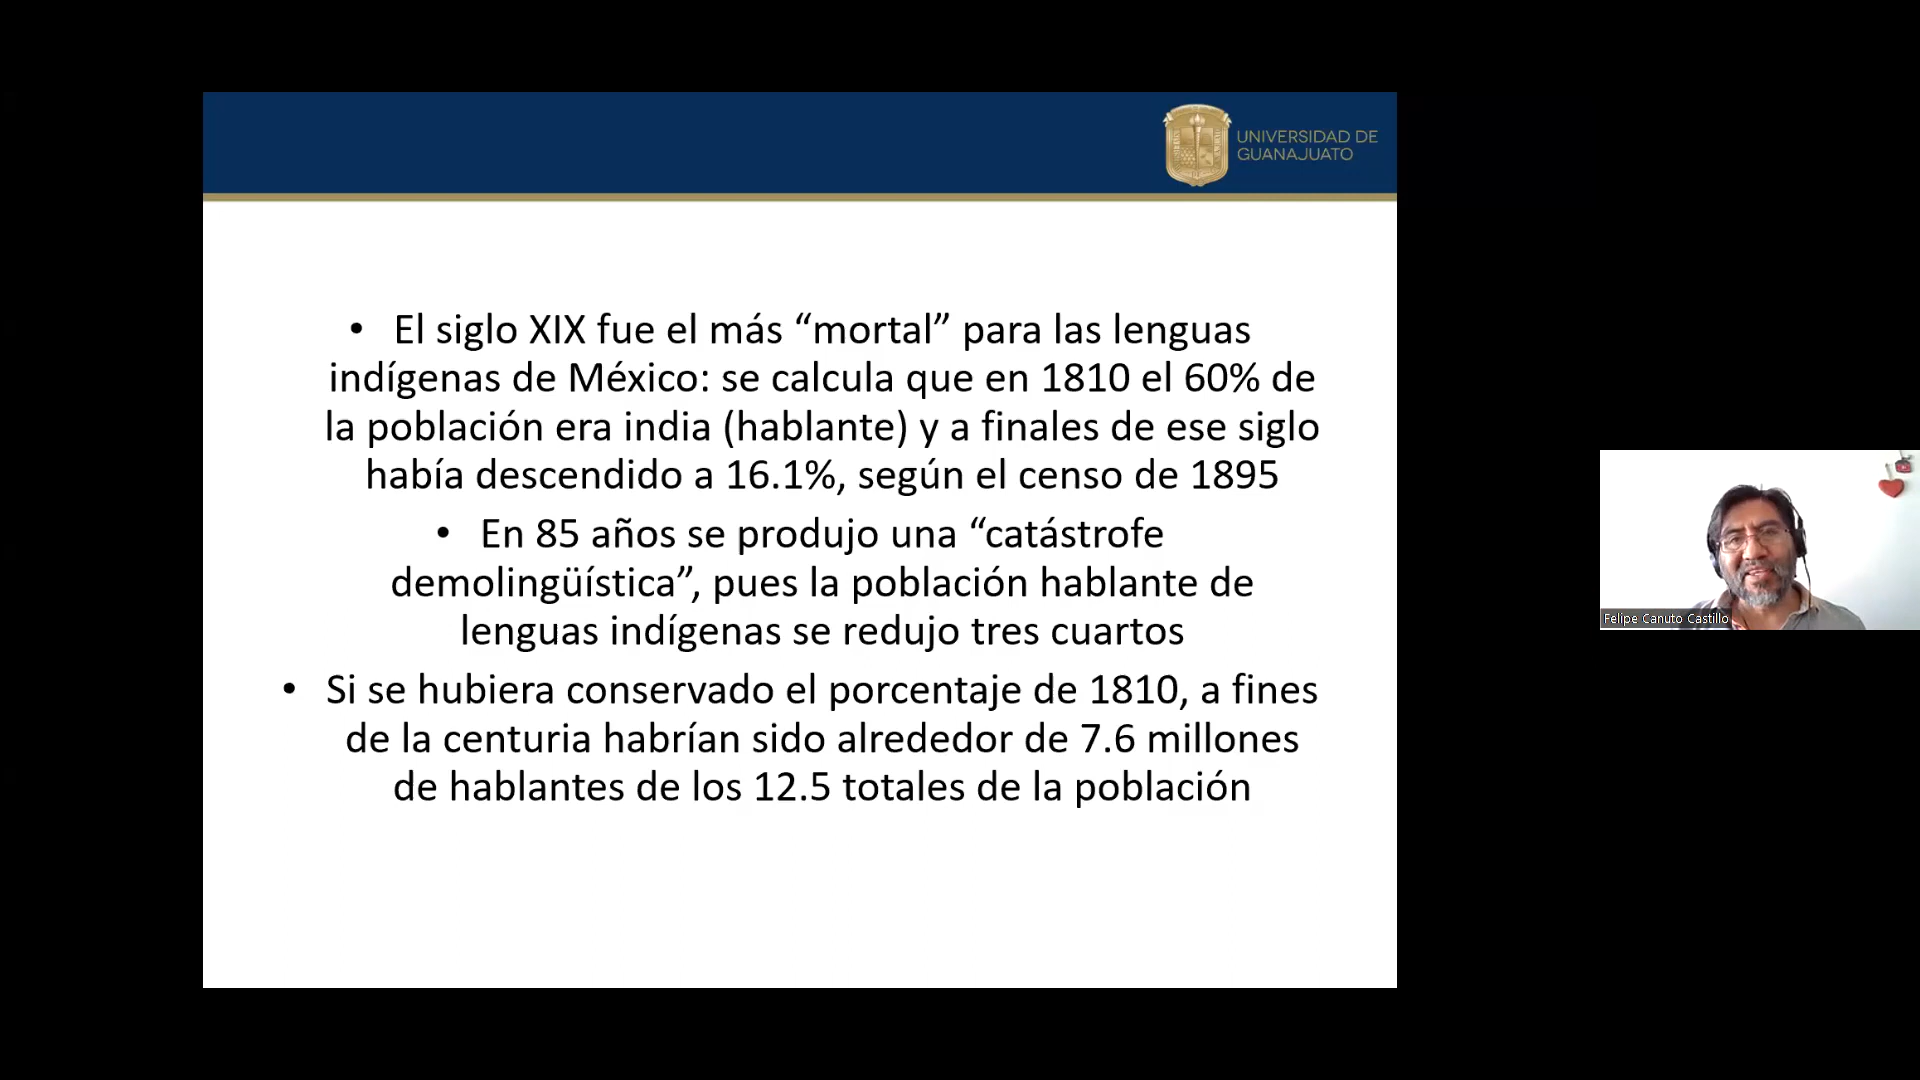 UNIVERSIDAD DE
GUANAJUATO
• El siglo XIX fue el más “mortal” para las lenguas
indígenas de México: se calcula que en 1810 el 60% de
la población era india (hablante) y a finales de ese siglo
había descendido a 16.1%, según el censo de 1895
• En 85 años se produjo una “catástrofe
demolingüística”, pues la población hablante de
lenguas indígenas se redujo tres cuartos
• Si se hubiera conservado el porcentaje de 1810, a fines
de la centuria habrían sido alrededor de 7.6 millones
de hablantes de los 12.5 totales de la población
Felipe Canuto Castillo